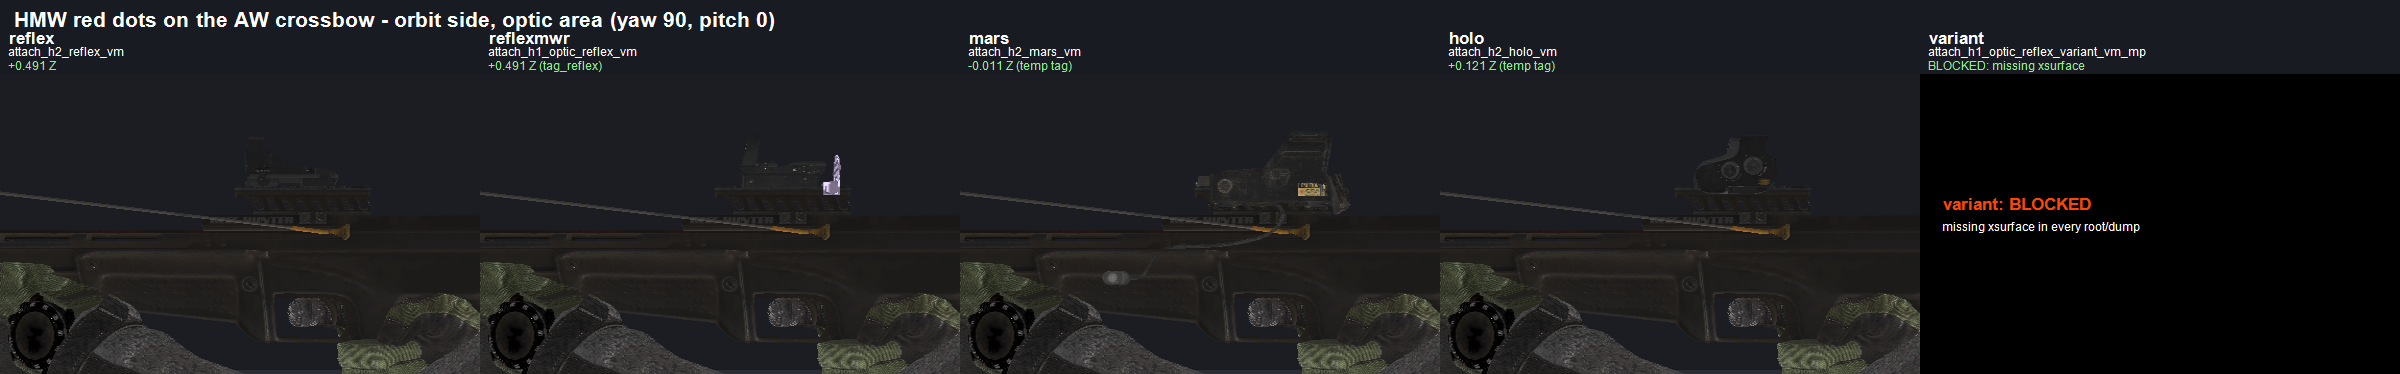 HMW red dots on the AW crossbow - orbit side, optic area (yaw 90, pitch 0)
reflex
attach_h2_reflex_vm
+0.491 Z
reflexmwr
attach_h1_optic_reflex_vm
+0.491 Z (tag_reflex)
mars
attach_h2_mars_vm
-0.011 Z (temp tag)
holo
attach_h2_holo_vm
+0.121 Z (temp tag)
variant
attach_h1_optic_reflex_variant_vm_mp
BLOCKED: missing xsurface
variant: BLOCKED
missing xsurface in every root/dump